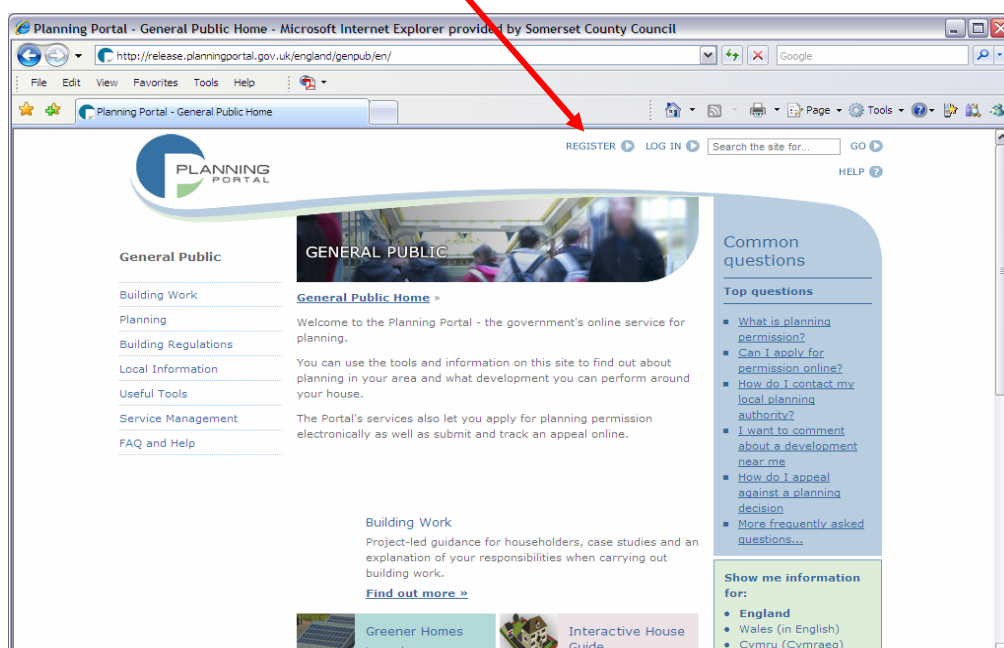 Planning Portal - General Public Home - Microsoft Internet Explorer provided by Somerset County Council
http://release.planningportal.gov.uk/england/genpub/en/
Google
File Edit View Favorites Tools Help
Planning Portal - General Public Home
Page Tools
REGISTER LOG IN Search the site for... GO
HELP
PLANNING
PORTAL
General Public
Building Work
Planning
Building Regulations
Local Information
Useful Tools
Service Management
FAQ and Help
GENERAL PUBLIC
General Public Home »
Welcome to the Planning Portal - the government's online service for
planning.
You can use the tools and information on this site to find out about
planning in your area and what development you can perform around
your house.
The Portal's services also let you apply for planning permission
electronically as well as submit and track an appeal online.
Building Work
Project-led guidance for householders, case studies and an
explanation of your responsibilities when carrying out
building work.
Find out more »
Greener Homes
Interactive House
Guide
Common
questions
Top questions
What is planning
permission?
Can I apply for
permission online?
How do I contact my
local planning
authority?
I want to comment
about a development
near me
How do I appeal
against a planning
decision
More frequently asked
questions...
Show me information
for:
England
Wales (in English)
Cymru (Cymraeg)